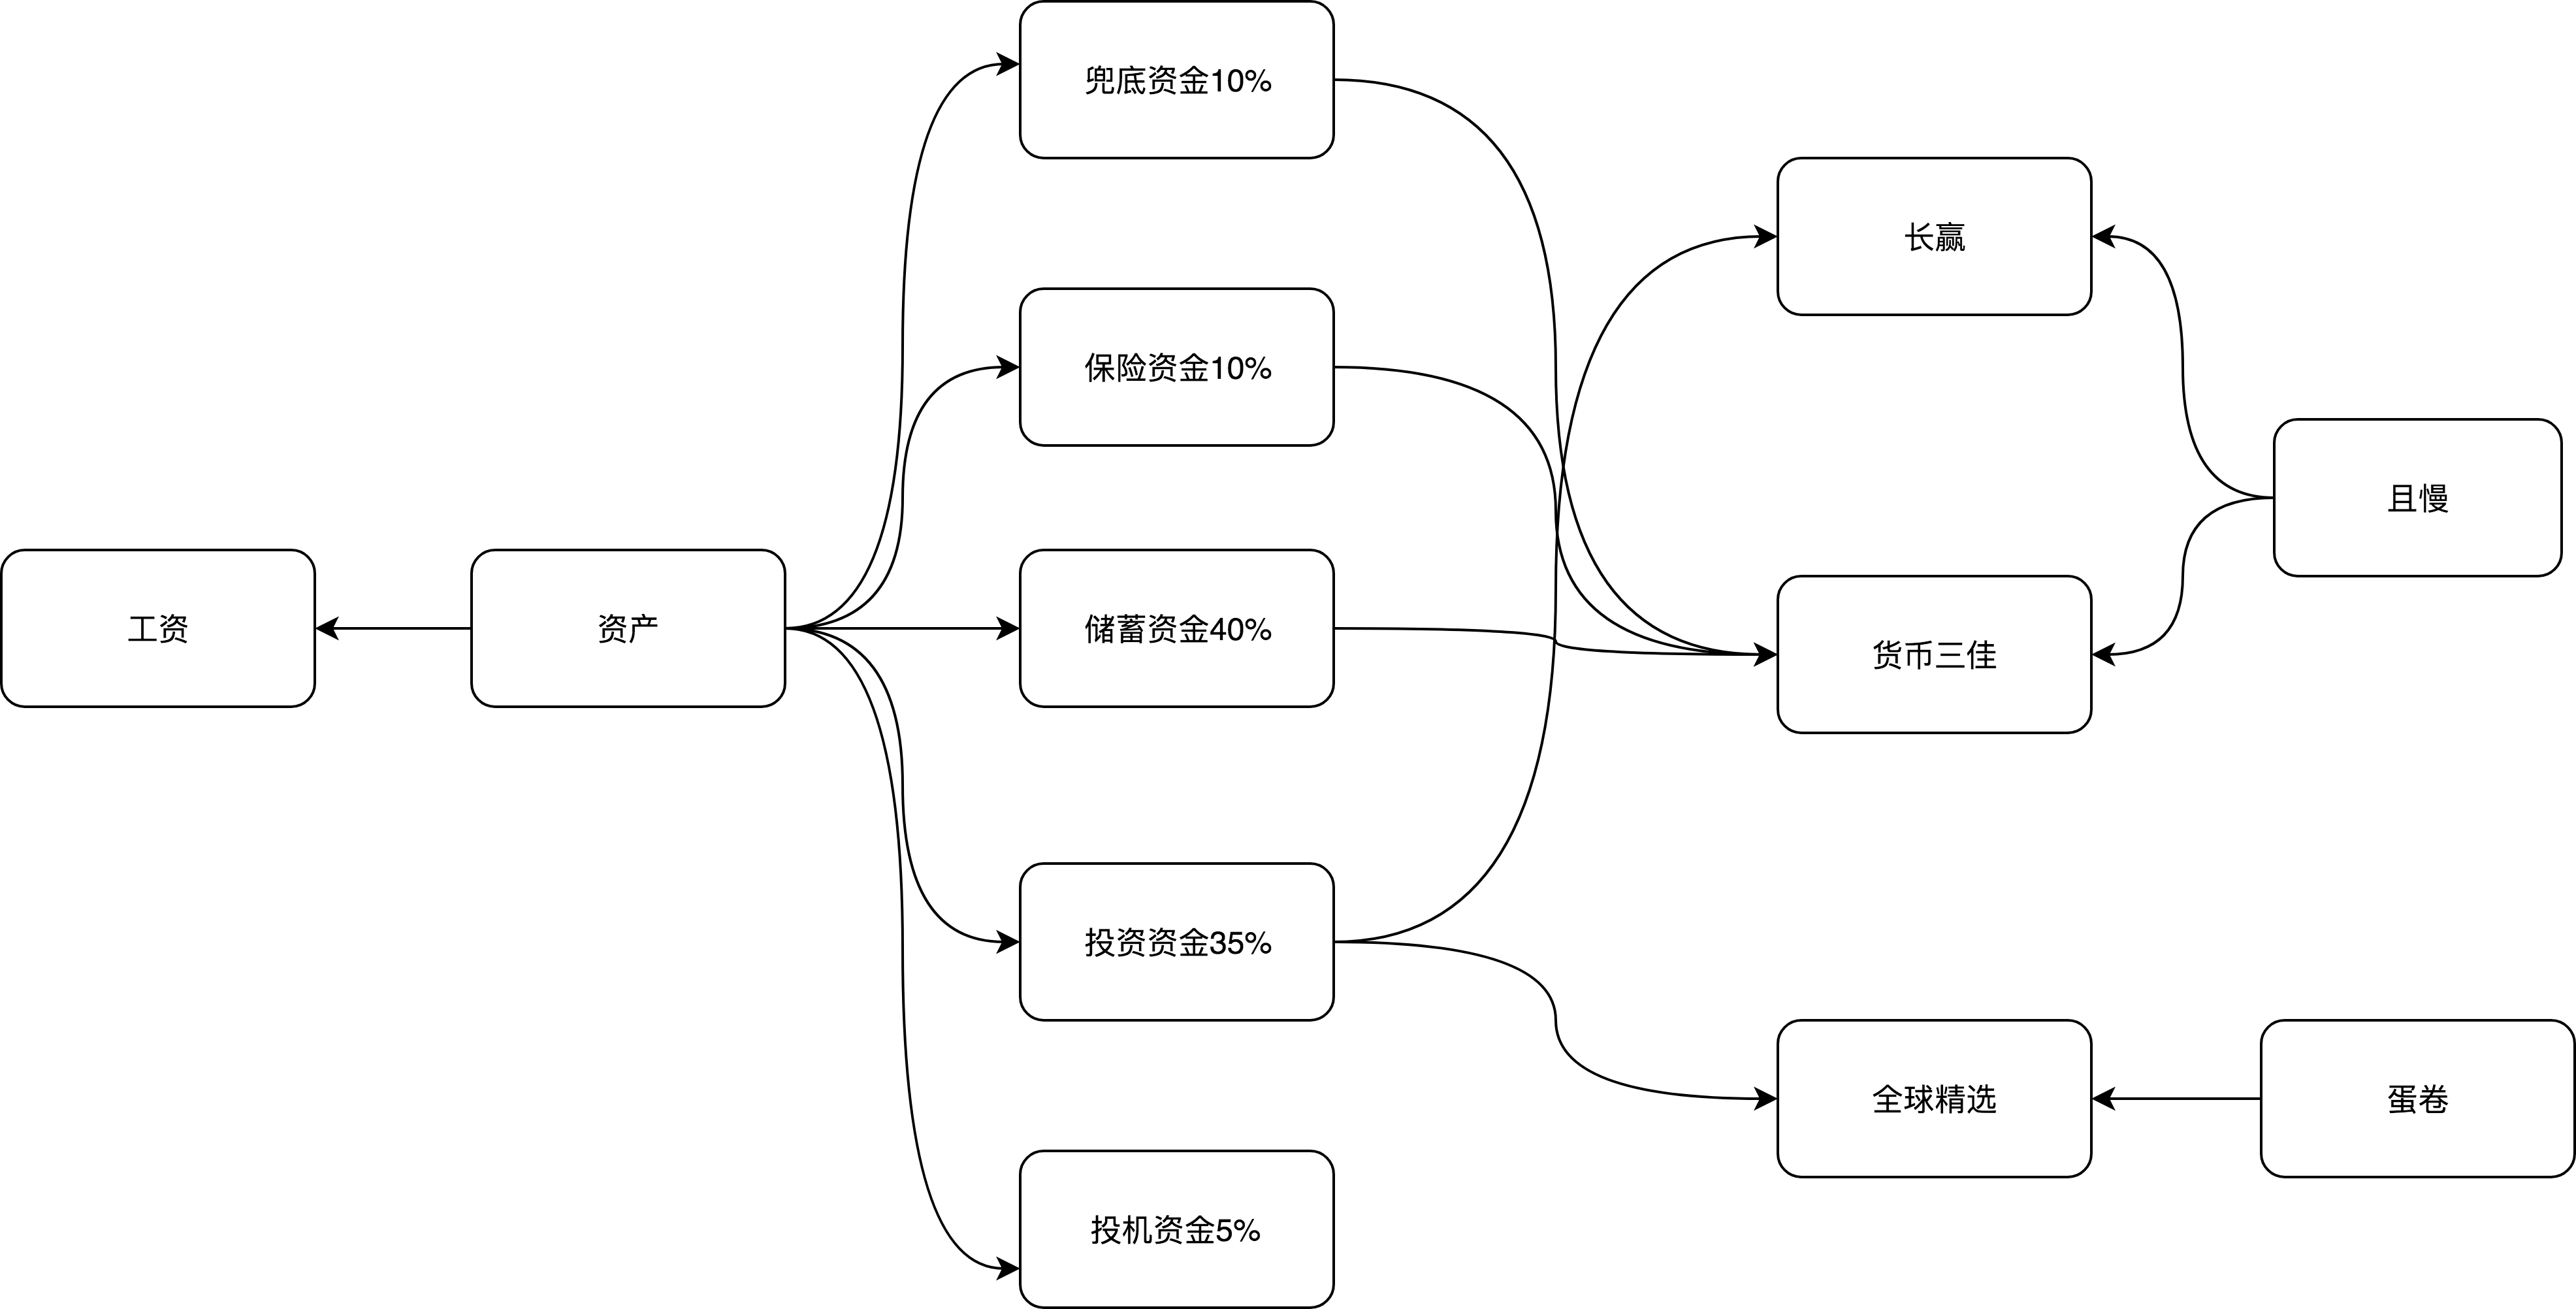 兜底资金10%
长赢
保险资金10%
且慢
工资
资产
储蓄资金40%
货币三佳
投资资金35%
全球精选
蛋卷
投机资金5%